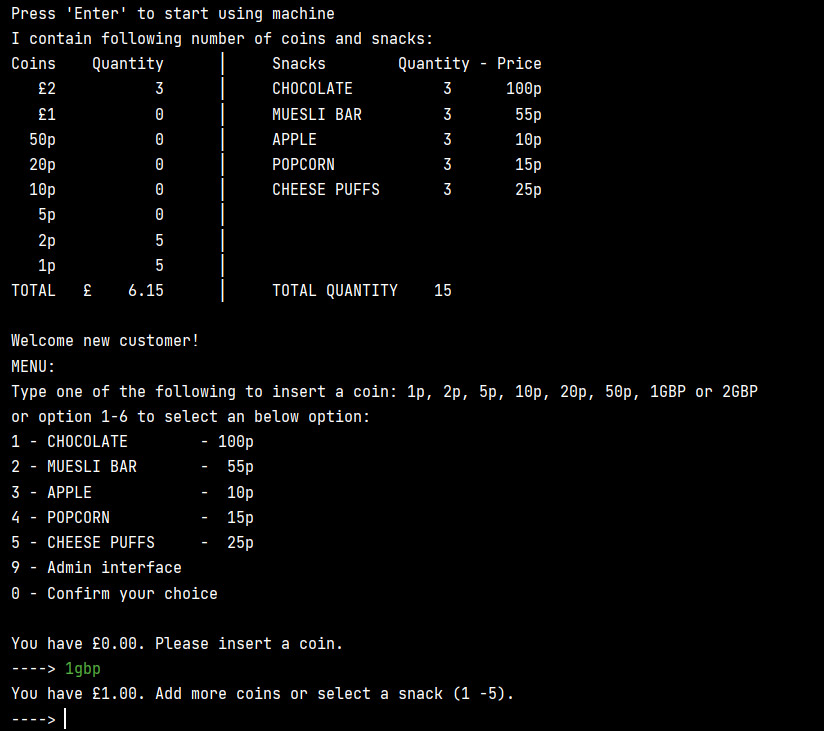 Press 'Enter' to start using machine
I contain following number of coins and snacks:
Coins    Quantity      |     Snacks        Quantity - Price
   £2           3      |     CHOCOLATE          3      100p
   £1           0      |     MUESLI BAR         3       55p
  50p           0      |     APPLE              3       10p
  20p           0      |     POPCORN            3       15p
  10p           0      |     CHEESE PUFFS       3       25p
   5p           0      |
   2p           5      |
   1p           5      |
TOTAL   £    6.15      |     TOTAL QUANTITY    15
Welcome new customer!
MENU:
Type one of the following to insert a coin: 1p, 2p, 5p, 10p, 20p, 50p, 1GBP or 2GBP
or option 1-6 to select an below option:
1 - CHOCOLATE        - 100p
2 - MUESLI BAR       -  55p
3 - APPLE            -  10p
4 - POPCORN          -  15p
5 - CHEESE PUFFS     -  25p
9 - Admin interface
0 - Confirm your choice
You have £0.00. Please insert a coin.
----> 1gbp
You have £1.00. Add more coins or select a snack (1 -5).
---->